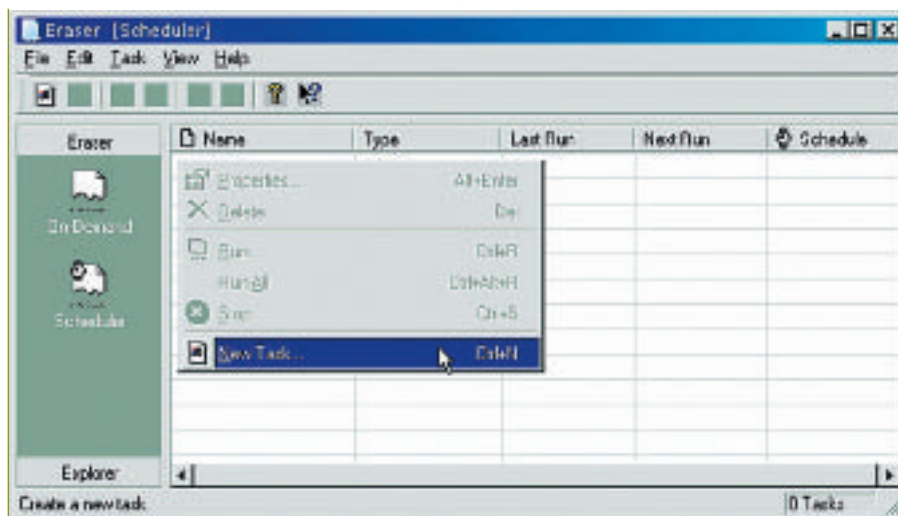 Eraser [Scheduler]
File Edit Task View Help
Eraser
Name Type Last Run Next Run Schedule
On-Demand
Scheduler
Properties... Alt+Enter
Delete Del
Run Ctrl+R
Run All Ctrl+Alt+R
Stop Ctrl+S
New Task... Ctrl+N
Explorer
Create a new task 0 Tasks